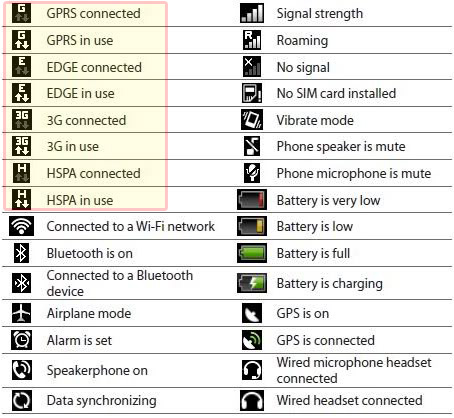 G GPRS connected Signal strength
G GPRS in use R Roaming
E EDGE connected No signal
E EDGE in use No SIM card installed
3G 3G connected Vibrate mode
3G 3G in use Phone speaker is mute
H HSPA connected Phone microphone is mute
H HSPA in use Battery is very low
Connected to a Wi-Fi network Battery is low
Bluetooth is on Battery is full
Connected to a Bluetooth
device
Battery is charging
Airplane mode GPS is on
Alarm is set GPS is connected
Speakerphone on
Wired microphone headset
connected
Data synchronizing Wired headset connected